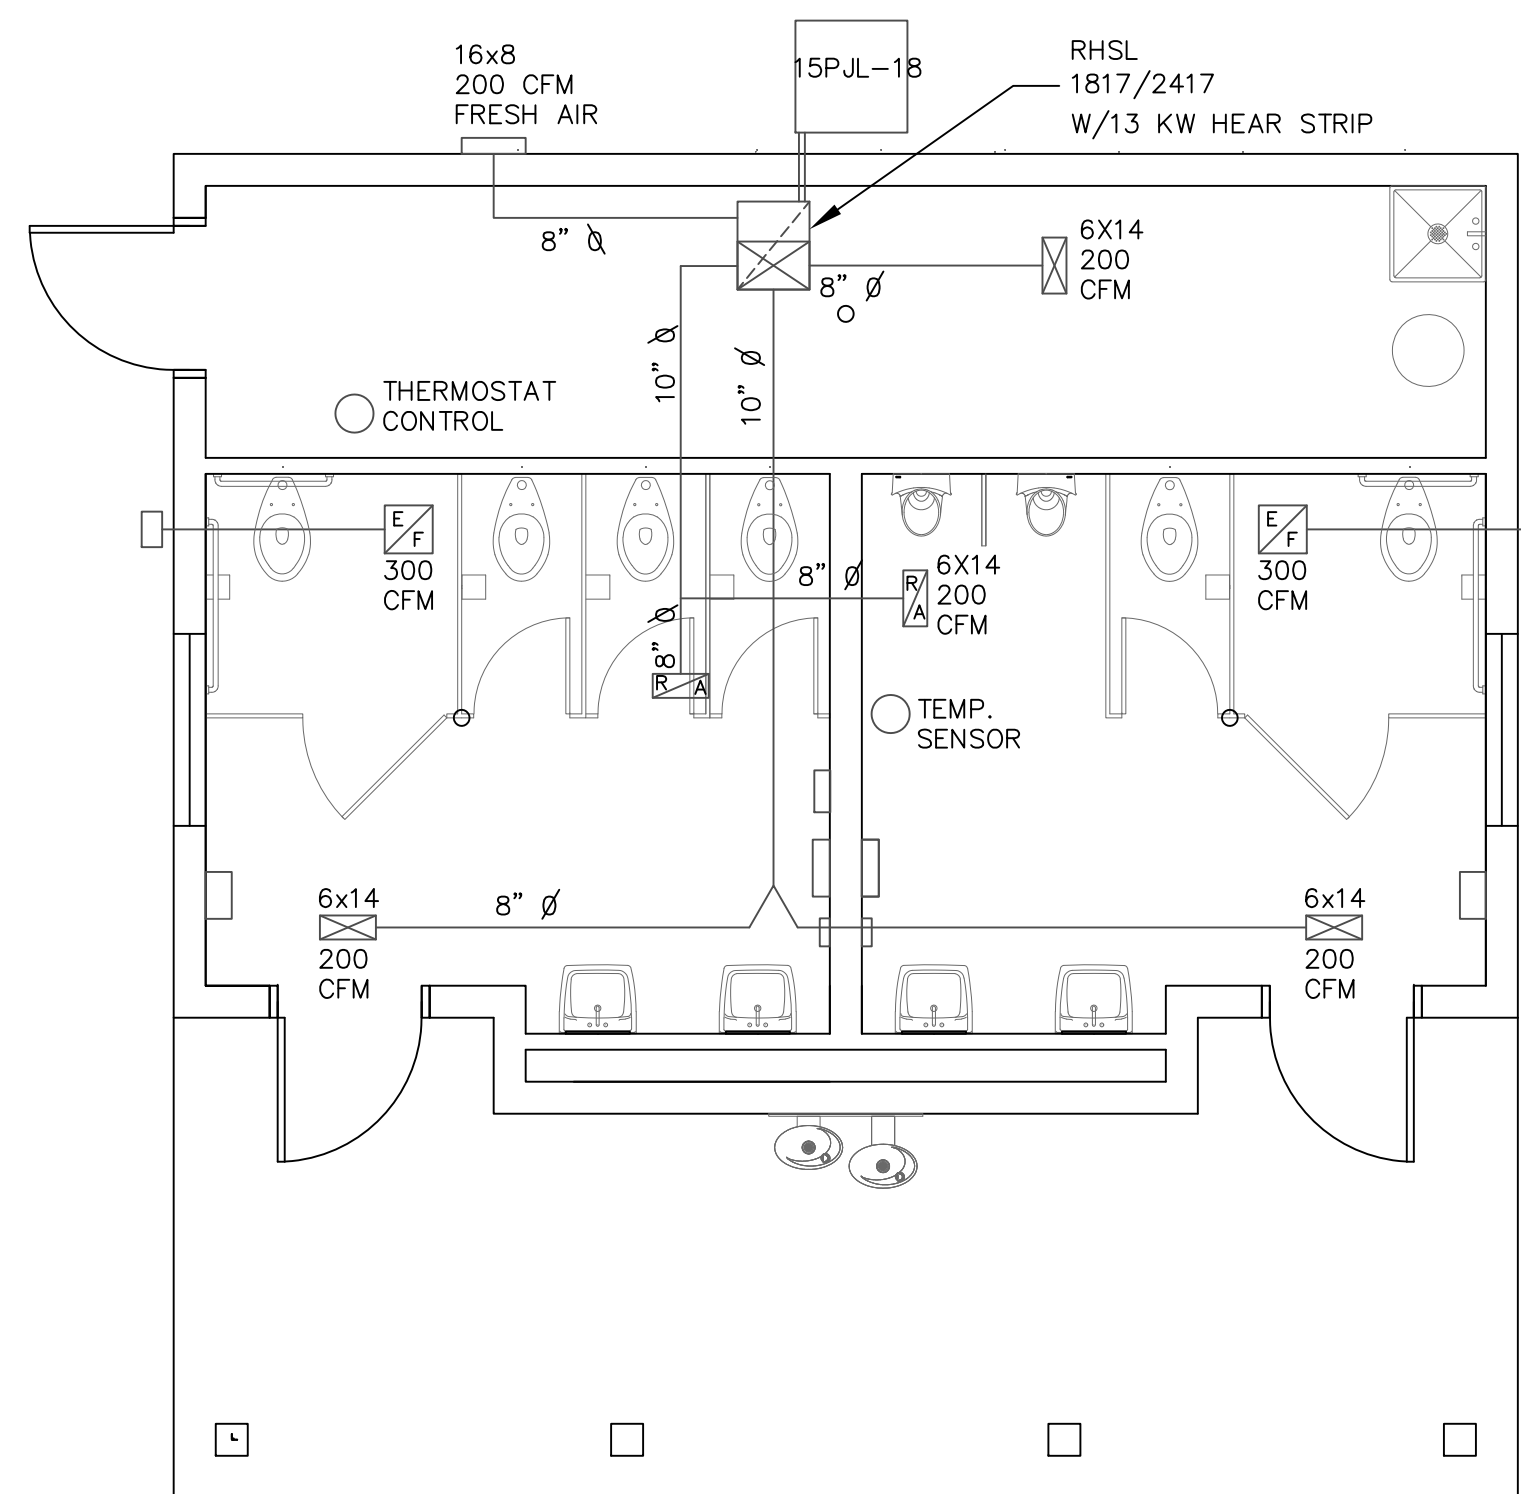 16x8
200 CFM
FRESH AIR
15PJL-18
RHSL
1817/2417
W/13 KW HEAR STRIP
8" Ø
6X14
200
CFM
8" Ø
10" Ø
10" Ø
THERMOSTAT
CONTROL
E
F
300
CFM
8" Ø
R
A
6X14
200
CFM
E
F
300
CFM
8" Ø
R A
TEMP.
SENSOR
6x14
200
CFM
8" Ø
6x14
200
CFM